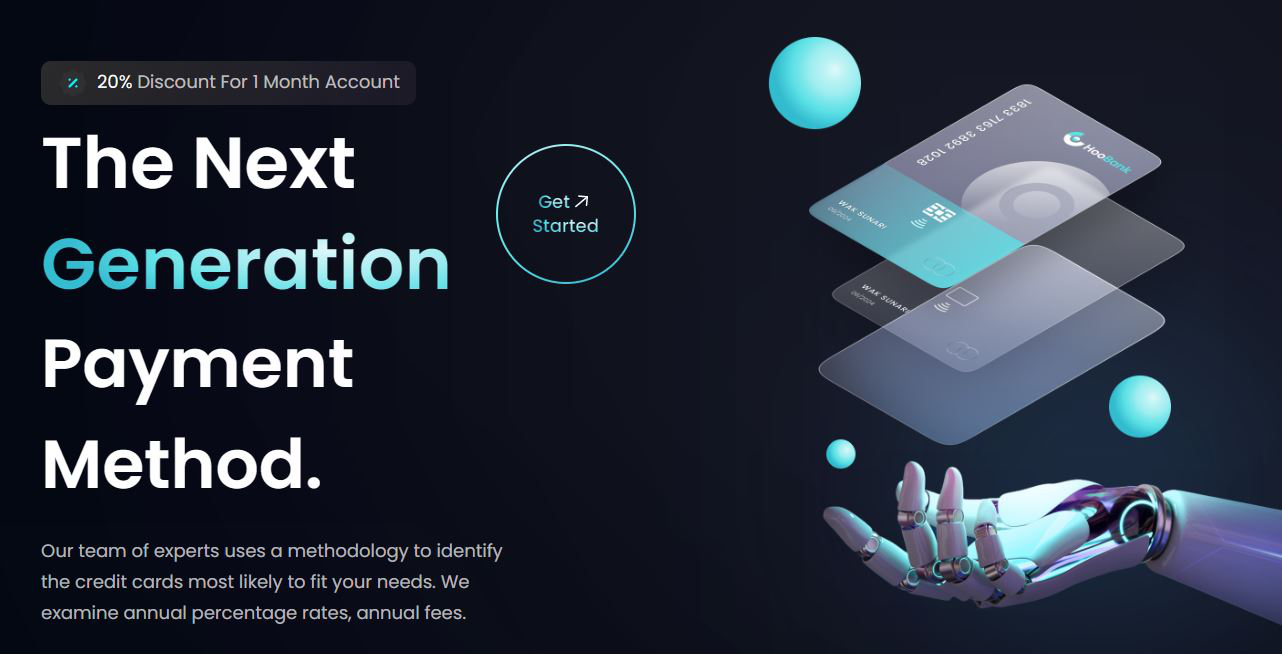 20% Discount For 1 Month Account
The Next
Generation
Payment
Method.
Get
Started
Our team of experts uses a methodology to identify
the credit cards most likely to fit your needs. We
examine annual percentage rates, annual fees.
1833 7163 3892 1028
HooBank
WAK SUNARI
06/2024
WAK SUNARI
06/2024